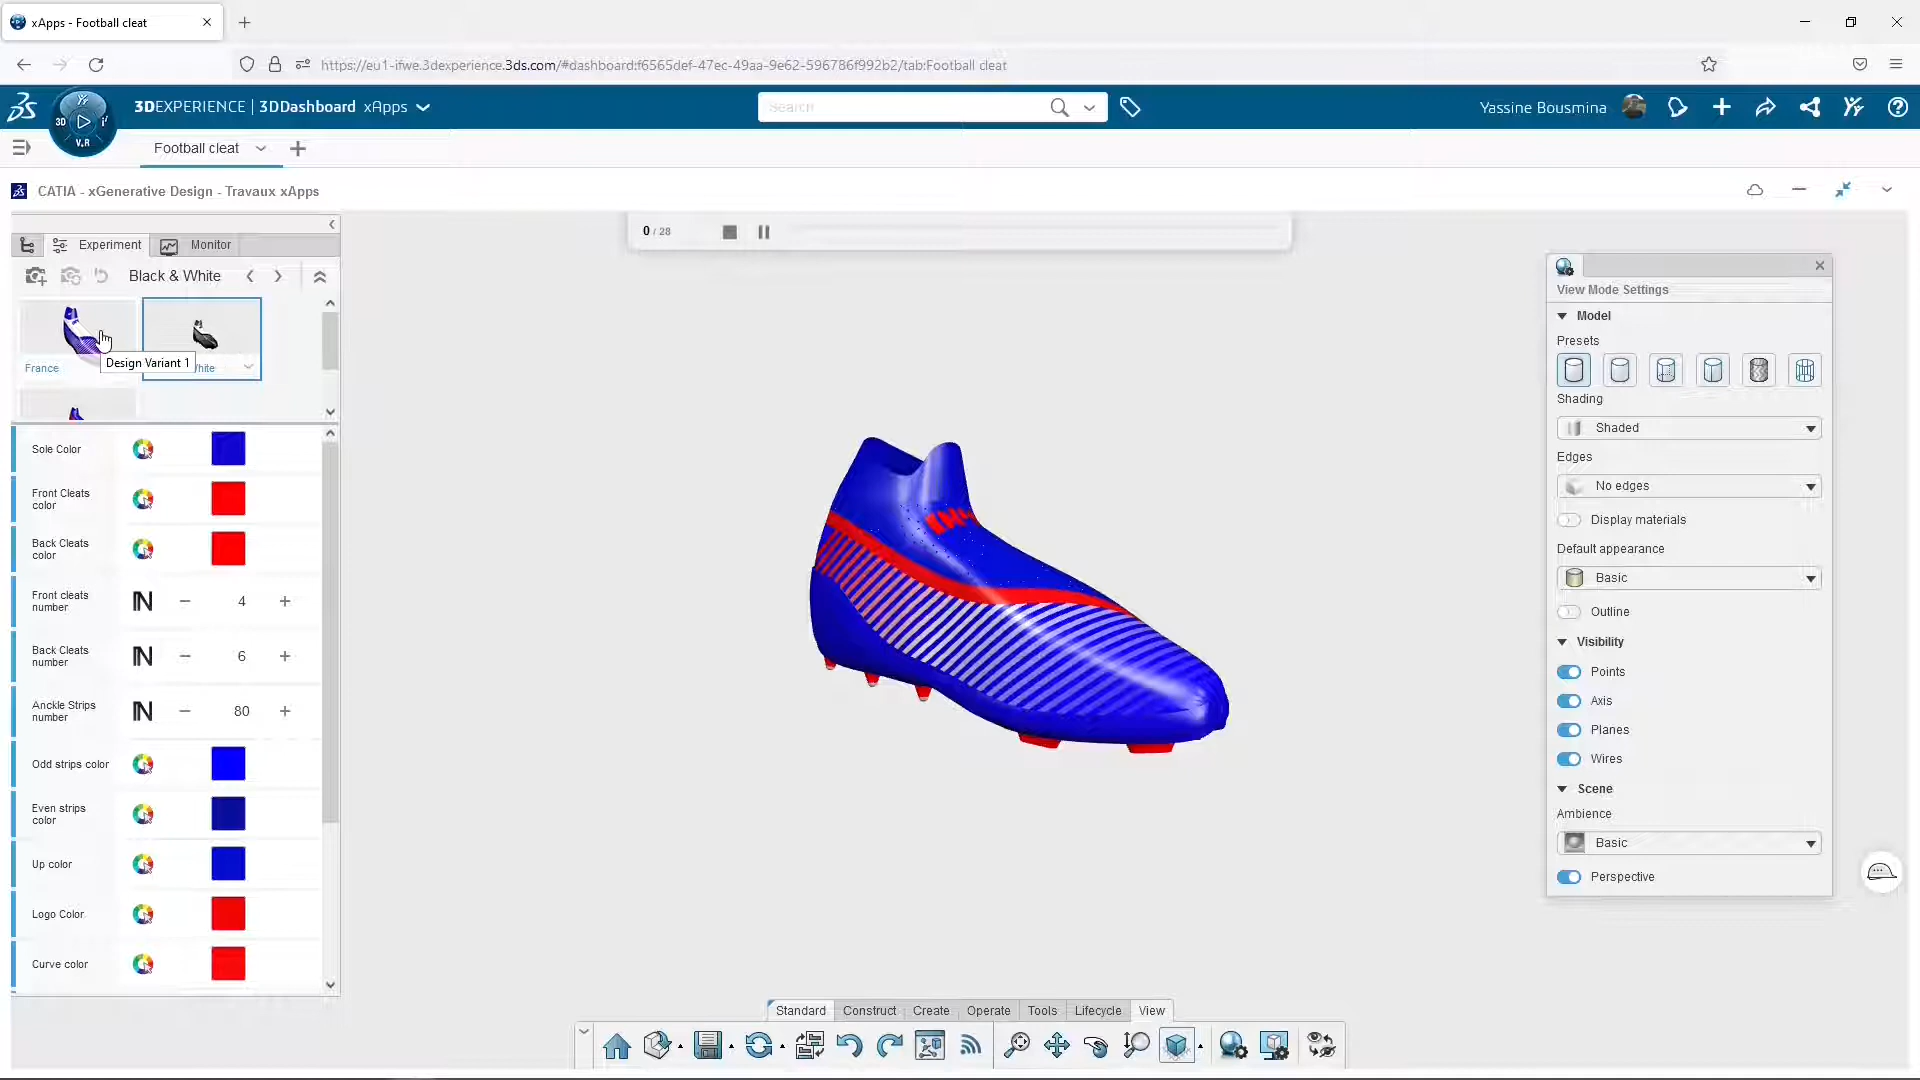 xApps - Football cleat
https://eu1-ifwe.3dexperience.3ds.com/#dashboard:f6565def-47ec-49aa-9e62-596786f992b2/tab:Football cleat
3DEXPERIENCE | 3DDashboard xApps
Search
Yassine Bousmina
3D
V.R
Football cleat
CATIA - xGenerative Design - Travaux xApps
Experiment
Monitor
Black & White
France
Design Variant 1
hite
Sole Color
Front Cleats color
Back Cleats color
Front cleats number
4
Back Cleats number
6
Anckle Strips number
80
Odd strips color
Even strips color
Up color
Logo Color
Curve color
0 / 28
View Mode Settings
Model
Presets
Shading
Shaded
Edges
No edges
Display materials
Default appearance
Basic
Outline
Visibility
Points
Axis
Planes
Wires
Scene
Ambience
Basic
Perspective
Standard
Construct
Create
Operate
Tools
Lifecycle
View